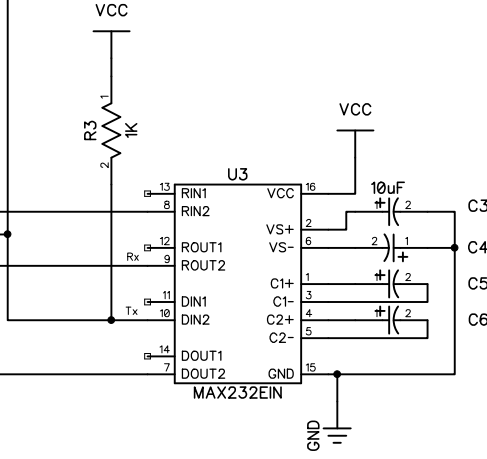 VCC
1
R3
1K
2
VCC
U3
10uF
13 RIN1 VCC 16
1 2 C3
8 RIN2
VS+ 2
12 ROUT1 VS- 6
2 1 C4
Rx 9 ROUT2
C1+ 1
1 2 C5
11 DIN1 C1- 3
Tx 10 DIN2 C2+ 4
1 2 C6
C2- 5
14 DOUT1
7 DOUT2 GND 15
MAX232EIN
GND